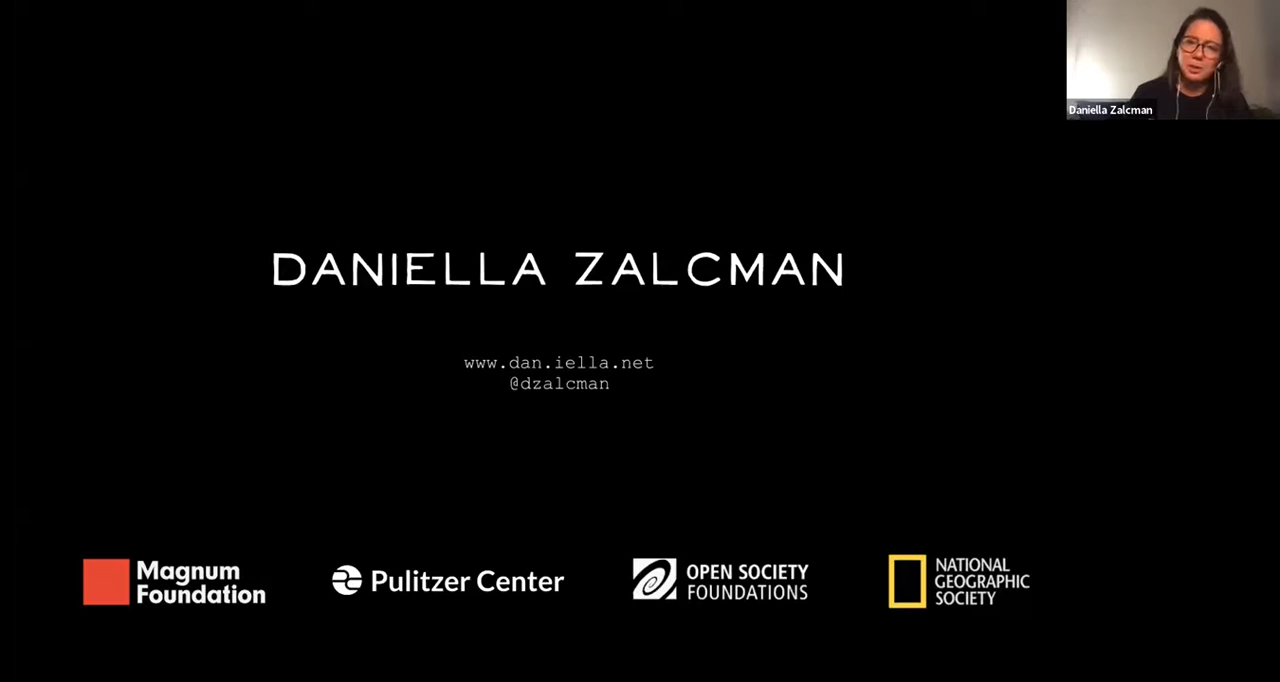 Daniella Zalcman
DANIELLA ZALCMAN
www.dan.iella.net
@dzalcman
Magnum
Foundation
Pulitzer Center
OPEN SOCIETY
FOUNDATIONS
NATIONAL
GEOGRAPHIC
SOCIETY